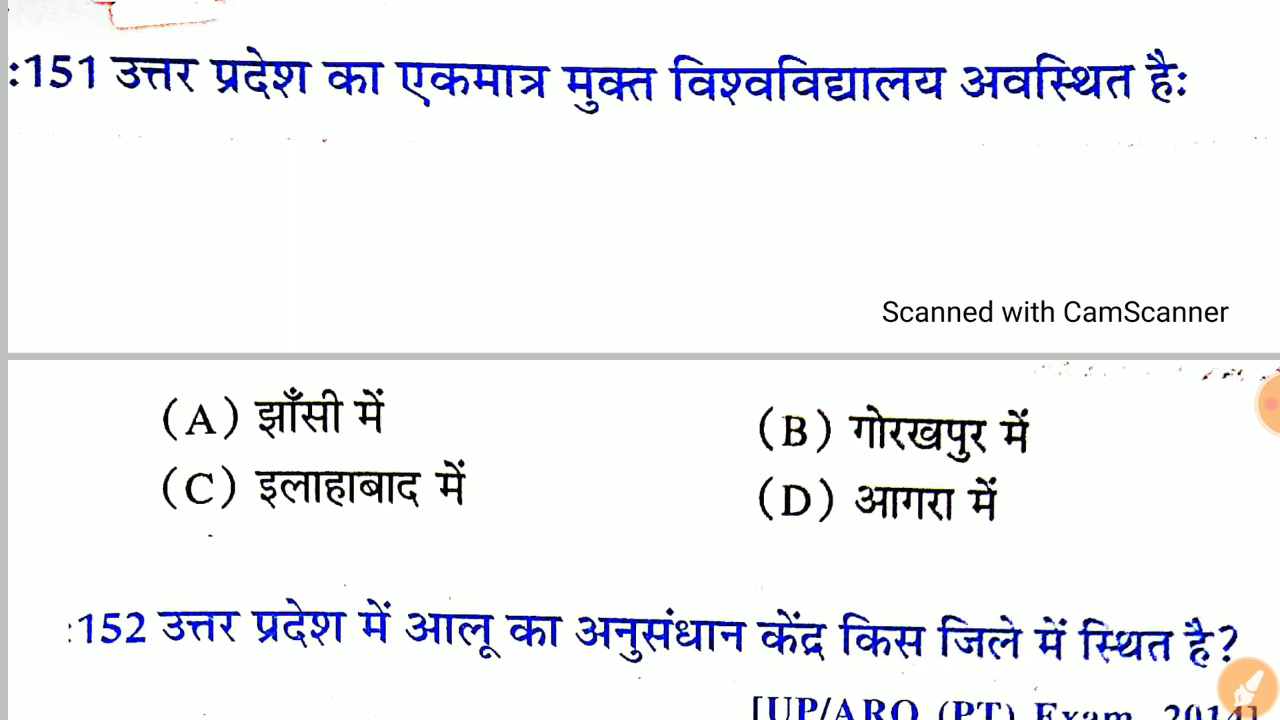 :151 उत्तर प्रदेश का एकमात्र मुक्त विश्वविद्यालय अवस्थित हैः
Scanned with CamScanner
(A) झाँसी में (B) गोरखपुर में
(C) इलाहाबाद में (D) आगरा में
:152 उत्तर प्रदेश में आलू का अनुसंधान केंद्र किस जिले में स्थित है?
[UP/ARO (PT) Exam, 2014]